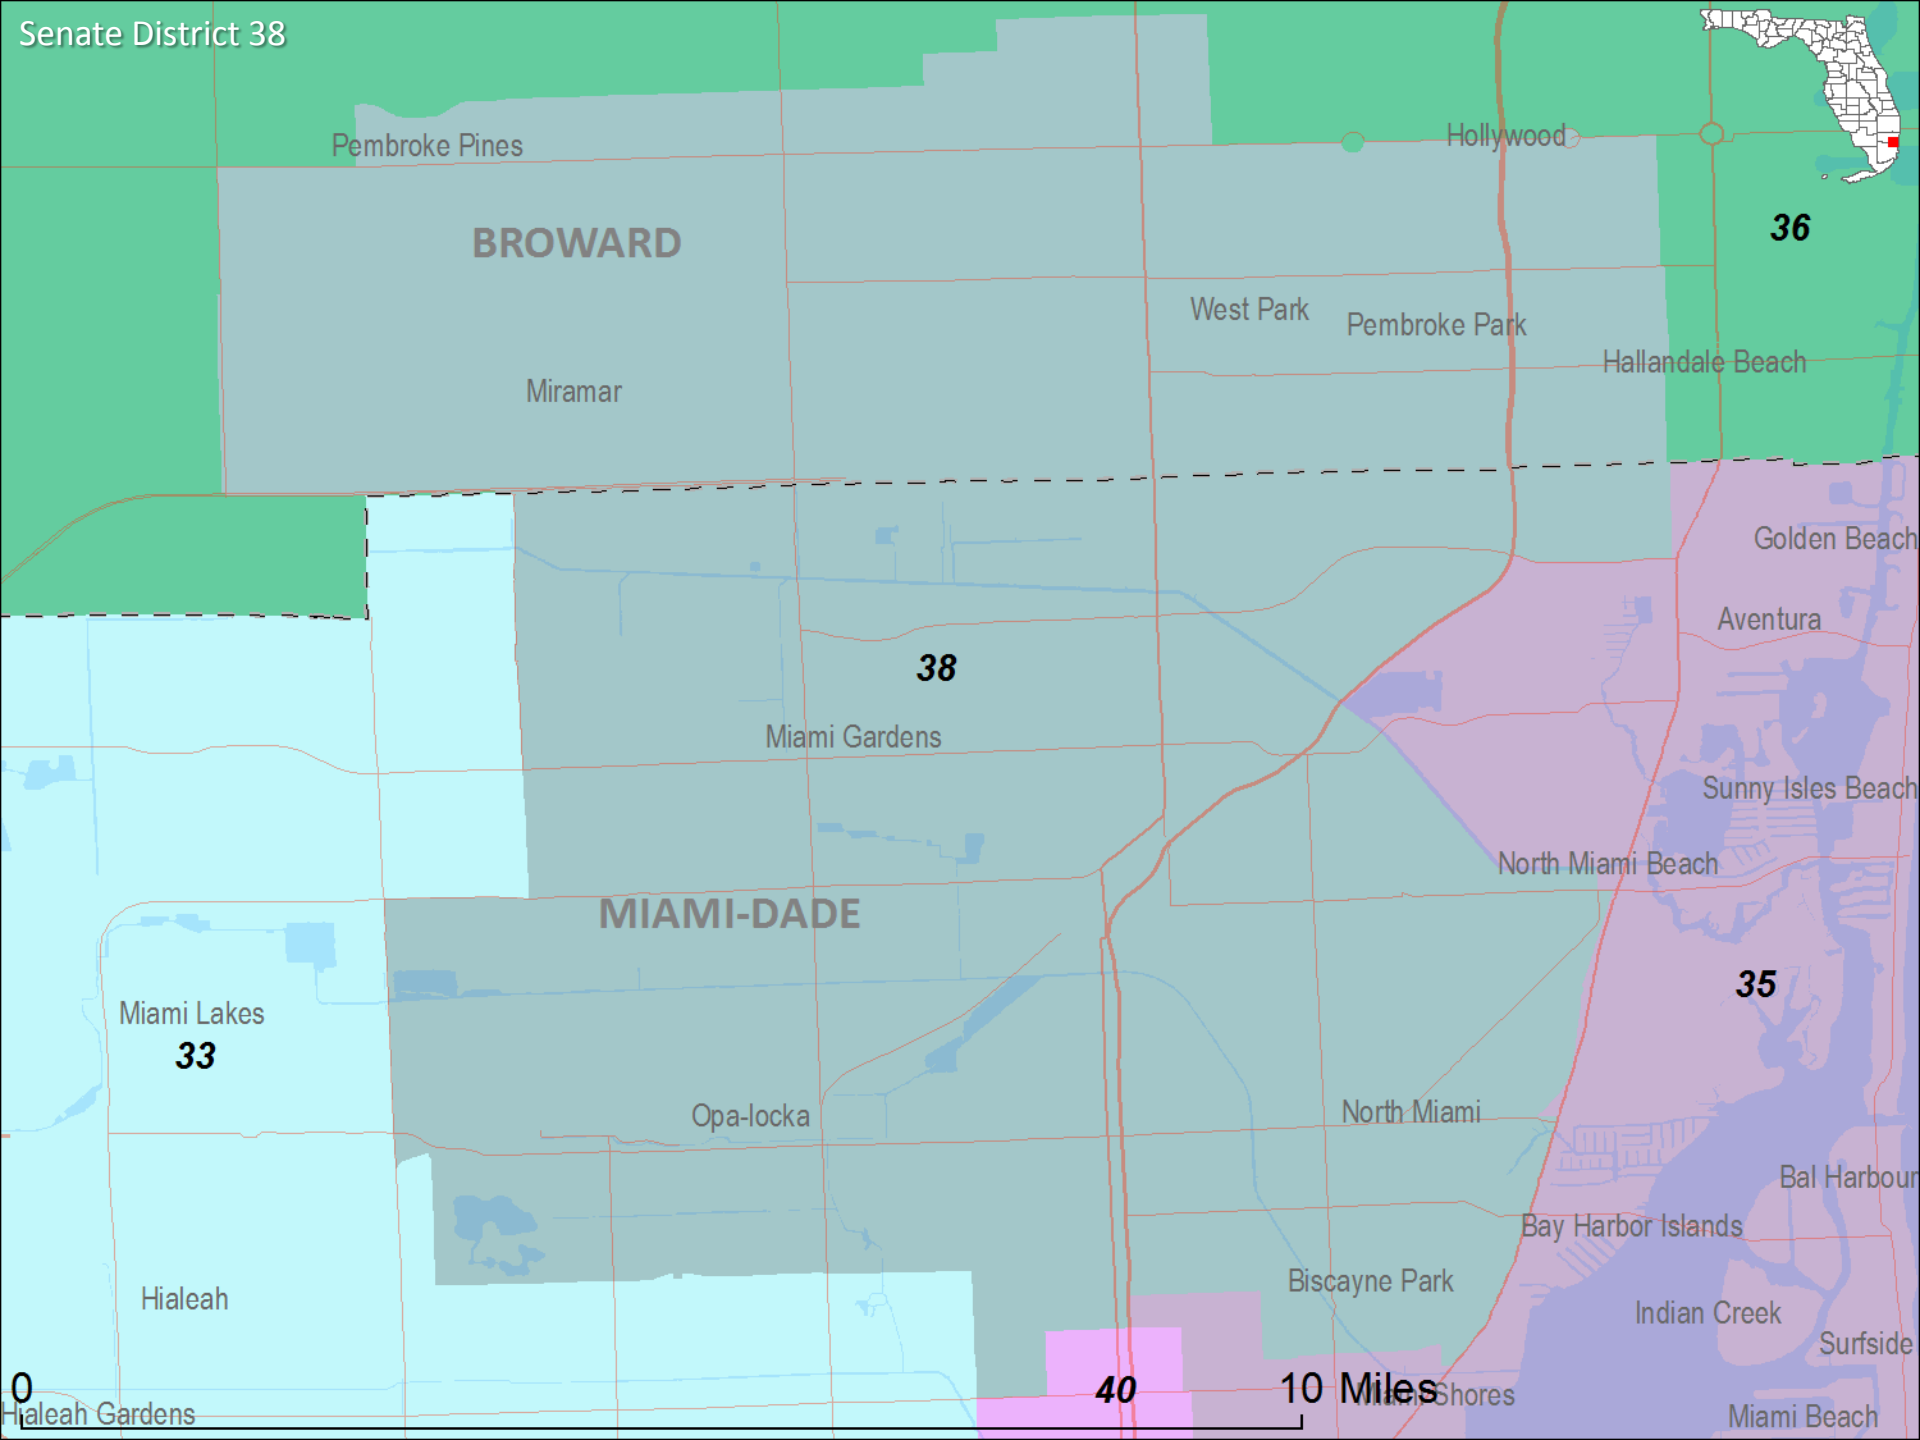 Senate District 38
Pembroke Pines
Hollywood
36
BROWARD
West Park
Pembroke Park
Hallandale Beach
Miramar
Golden Beach
Aventura
38
Miami Gardens
Sunny Isles Beach
North Miami Beach
MIAMI-DADE
35
Miami Lakes
33
Opa-locka
North Miami
Bal Harbour
Bay Harbor Islands
Biscayne Park
Hialeah
Indian Creek
Surfside
0
40
10 Miles
Miami Shores
Hialeah Gardens
Miami Beach